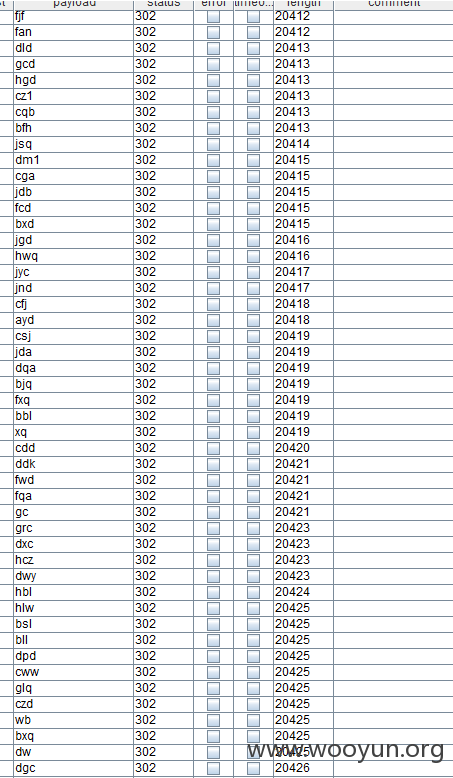 st payload status error timeo... length comment
fjf 302 20412
fan 302 20412
dld 302 20413
gcd 302 20413
hgd 302 20413
cz1 302 20413
cqb 302 20413
bfh 302 20413
jsq 302 20414
dm1 302 20415
cga 302 20415
jdb 302 20415
fcd 302 20415
bxd 302 20415
jgd 302 20416
hwq 302 20416
jyc 302 20417
jnd 302 20417
cfj 302 20418
ayd 302 20418
csj 302 20419
jda 302 20419
dqa 302 20419
bjq 302 20419
fxq 302 20419
bbl 302 20419
xq 302 20419
cdd 302 20420
ddk 302 20421
fwd 302 20421
fqa 302 20421
gc 302 20421
grc 302 20423
dxc 302 20423
hcz 302 20423
dwy 302 20423
hbl 302 20424
hlw 302 20425
bsl 302 20425
bll 302 20425
dpd 302 20425
cww 302 20425
glq 302 20425
czd 302 20425
wb 302 20425
bxq 302 20425
dw 302 20425
dgc 302 20426
www.wooyun.org